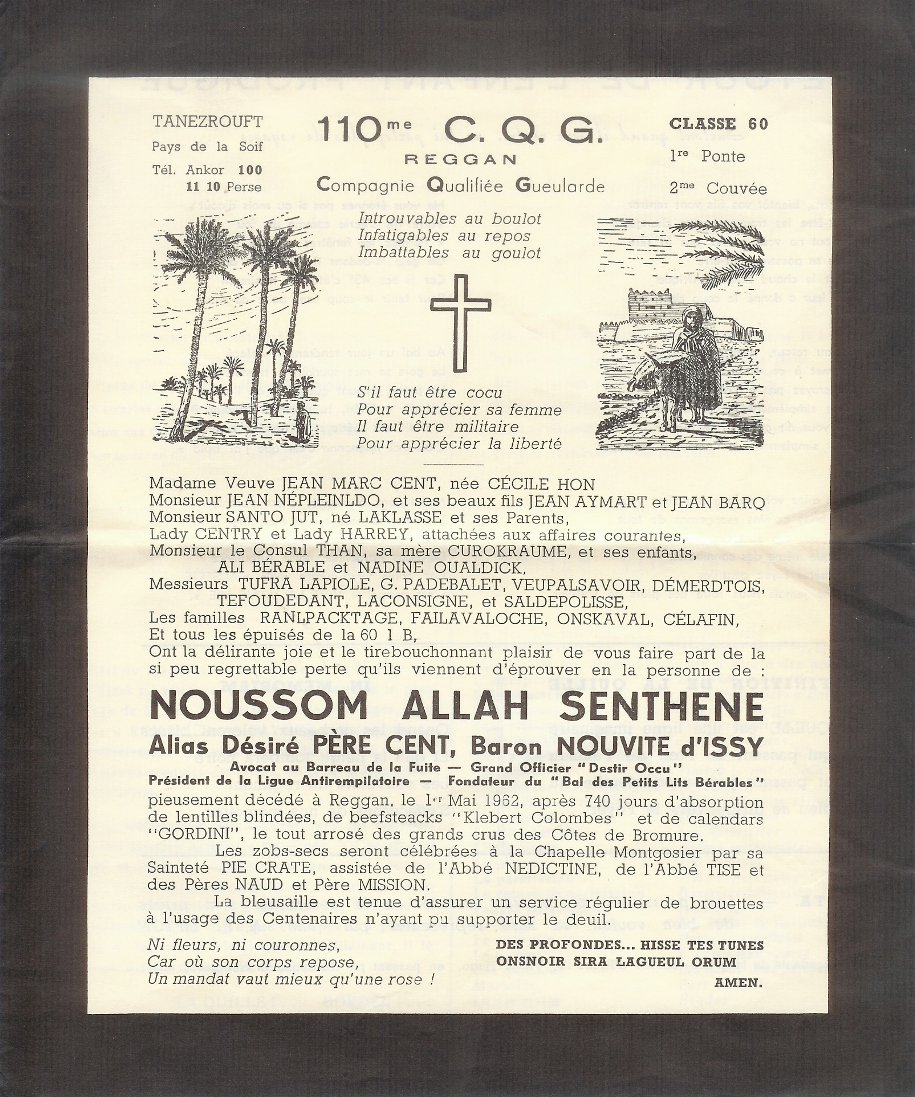 TANEZROUFT
Pays de la Soif
Tél. Ankor 100
11 10 Perse
110me C. Q. G.
REGGAN
Compagnie Qualifiée Gueularde
CLASSE 60
1re Ponte
2me Couvée
Introuvables au boulot
Infatigables au repos
Imbattables au goulot
S'il faut être cocu
Pour apprécier sa femme
Il faut être militaire
Pour apprécier la liberté
Madame Veuve JEAN MARC CENT, née CÉCILE HON
Monsieur JEAN NÉPLEINLDO, et ses beaux fils JEAN AYMART et JEAN BARQ
Monsieur SANTO JUT, né LAKLASSE et ses Parents,
Lady CENTRY et Lady HARREY, attachées aux affaires courantes,
Monsieur le Consul THAN, sa mère CUROKRAUME, et ses enfants,
ALI BÉRABLE et NADINE OUALDICK,
Messieurs TUFRA LAPIOLE, G. PADEBALET, VEUPALSAVOIR, DÉMERDTOIS,
TEFOUDEDANT, LACONSIGNE, et SALDEPOLISSE,
Les familles RANLPACKTAGE, FAILAVALOCHE, ONSKAVAL, CÉLAFIN,
Et tous les épuisés de la 60 1 B,
Ont la délirante joie et le tirebouchonnant plaisir de vous faire part de la
si peu regrettable perte qu'ils viennent d'éprouver en la personne de :
NOUSSOM ALLAH SENTHENE
Alias Désiré PÈRE CENT, Baron NOUVITE d'ISSY
Avocat au Barreau de la Fuite — Grand Officier "Destir Occu"
Président de la Ligue Antirempilatoire — Fondateur du "Bal des Petits Lits Bérables"
pieusement décédé à Reggan, le 1er Mai 1962, après 740 jours d'absorption
de lentilles blindées, de beefsteacks "Klebert Colombes" et de calendars
"GORDINI", le tout arrosé des grands crus des Côtes de Bromure.
Les zobs-secs seront célébrées à la Chapelle Montgosier par sa
Sainteté PIE CRATE, assistée de l'Abbé NEDICTINE, de l'Abbé TISE et
des Pères NAUD et Père MISSION.
La bleusaille est tenue d'assurer un service régulier de brouettes
à l'usage des Centenaires n'ayant pu supporter le deuil.
Ni fleurs, ni couronnes,
Car où son corps repose,
Un mandat vaut mieux qu'une rose !
DES PROFONDES... HISSE TES TUNES
ONSNOIR SIRA LAGUEUL ORUM
AMEN.